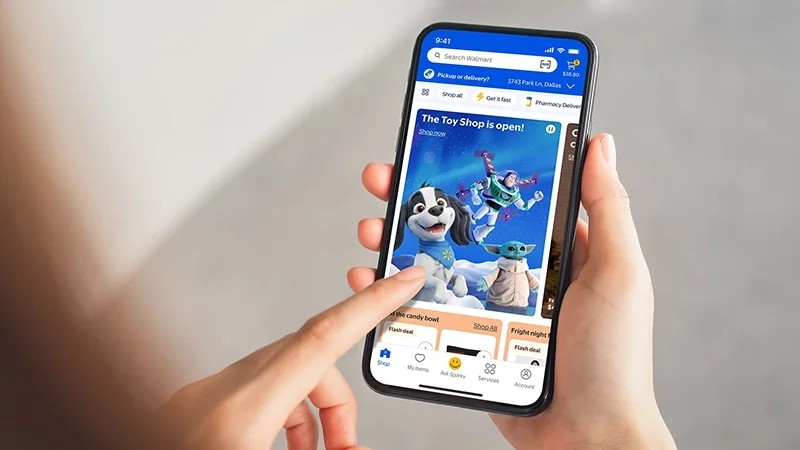 9:41
Search Walmart
5
$38.80
Pickup or delivery?
3743 Park Ln, Dallas
Shop all
Get it fast
Pharmacy Deliver
The Toy Shop is open!
Shop now
the candy bowl
Shop All
Fright night f
Flash deal
Flash deal
Shop
My Items
Ask Sparky
Services
Account